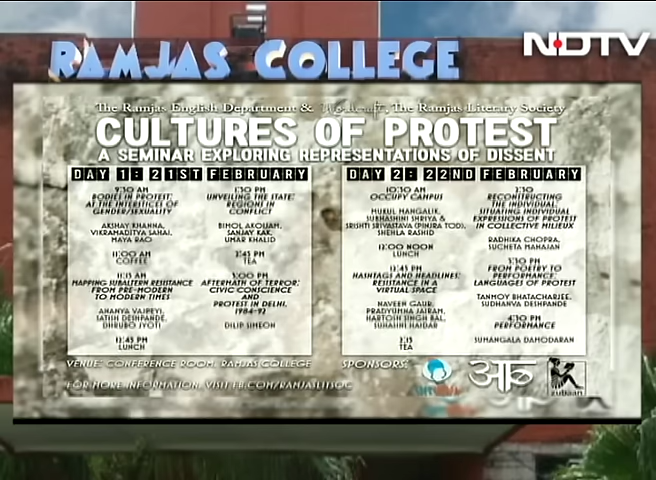 RAMJAS COLLEGE
NDTV
The Ramjas English Department & Wordcraft, The Ramjas Literary Society
CULTURES OF PROTEST
A SEMINAR EXPLORING REPRESENTATIONS OF DISSENT
DAY 1: 21ST FEBRUARY
9:30 AM
BODIES IN PROTEST:
AT THE INTERSTICES OF
GENDER/SEXUALITY
AKSHAY KHANNA,
VIKRAMADITYA SAHAI,
MAYA RAO
11:00 AM
COFFEE
11:15 AM
MAPPING SUBALTERN RESISTANCE
FROM PRE-MODERN
TO MODERN TIMES
ANANYA VAJPEYI,
SATISH DESHPANDE,
DHRUBO JYOTI
12:45 PM
LUNCH
1:30 PM
UNVEILING THE STATE:
REGIONS IN
CONFLICT
BIMOL AKOIJAM,
SANJAY KAK,
UMAR KHALID
2:45 PM
TEA
3:00 PM
AFTERMATH OF TERROR:
CIVIC CONSCIENCE
AND
PROTEST IN DELHI,
1984-92
DILIP SIMEON
DAY 2: 22ND FEBRUARY
10:30 AM
OCCUPY CAMPUS
MUKUL MANGALIK,
SUBHASHINI SHRIYA &
SRISHTI SRIVASTAVA (PINJRA TOD),
SHEHLA RASHID
12:00 NOON
LUNCH
12:45 PM
HASHTAGS AND HEADLINES:
RESISTANCE IN A
VIRTUAL SPACE
NAVEEN GAUR,
PRADYUMNA JAIRAM,
HARTOSH SINGH BAL,
SUHASINI HAIDAR
2:15
TEA
2:30
RECONSTRUCTING
THE INDIVIDUAL,
SITUATING INDIVIDUAL
EXPRESSIONS OF PROTEST
IN COLLECTIVE MILIEUX
RADHIKA CHOPRA,
SUCHETA MAHAJAN
3:30 PM
FROM POETRY TO
PERFORMANCE:
LANGUAGES OF PROTEST
TANMOY BHATACHARJEE,
SUDHANVA DESHPANDE
4:30 PM
PERFORMANCE
SUMANGALA DAMODARAN
VENUE: CONFERENCE ROOM, RAMJAS COLLEGE
FOR MORE INFORMATION, VISIT FB.COM/RAMJASLITSOC
SPONSORS:
zubaan